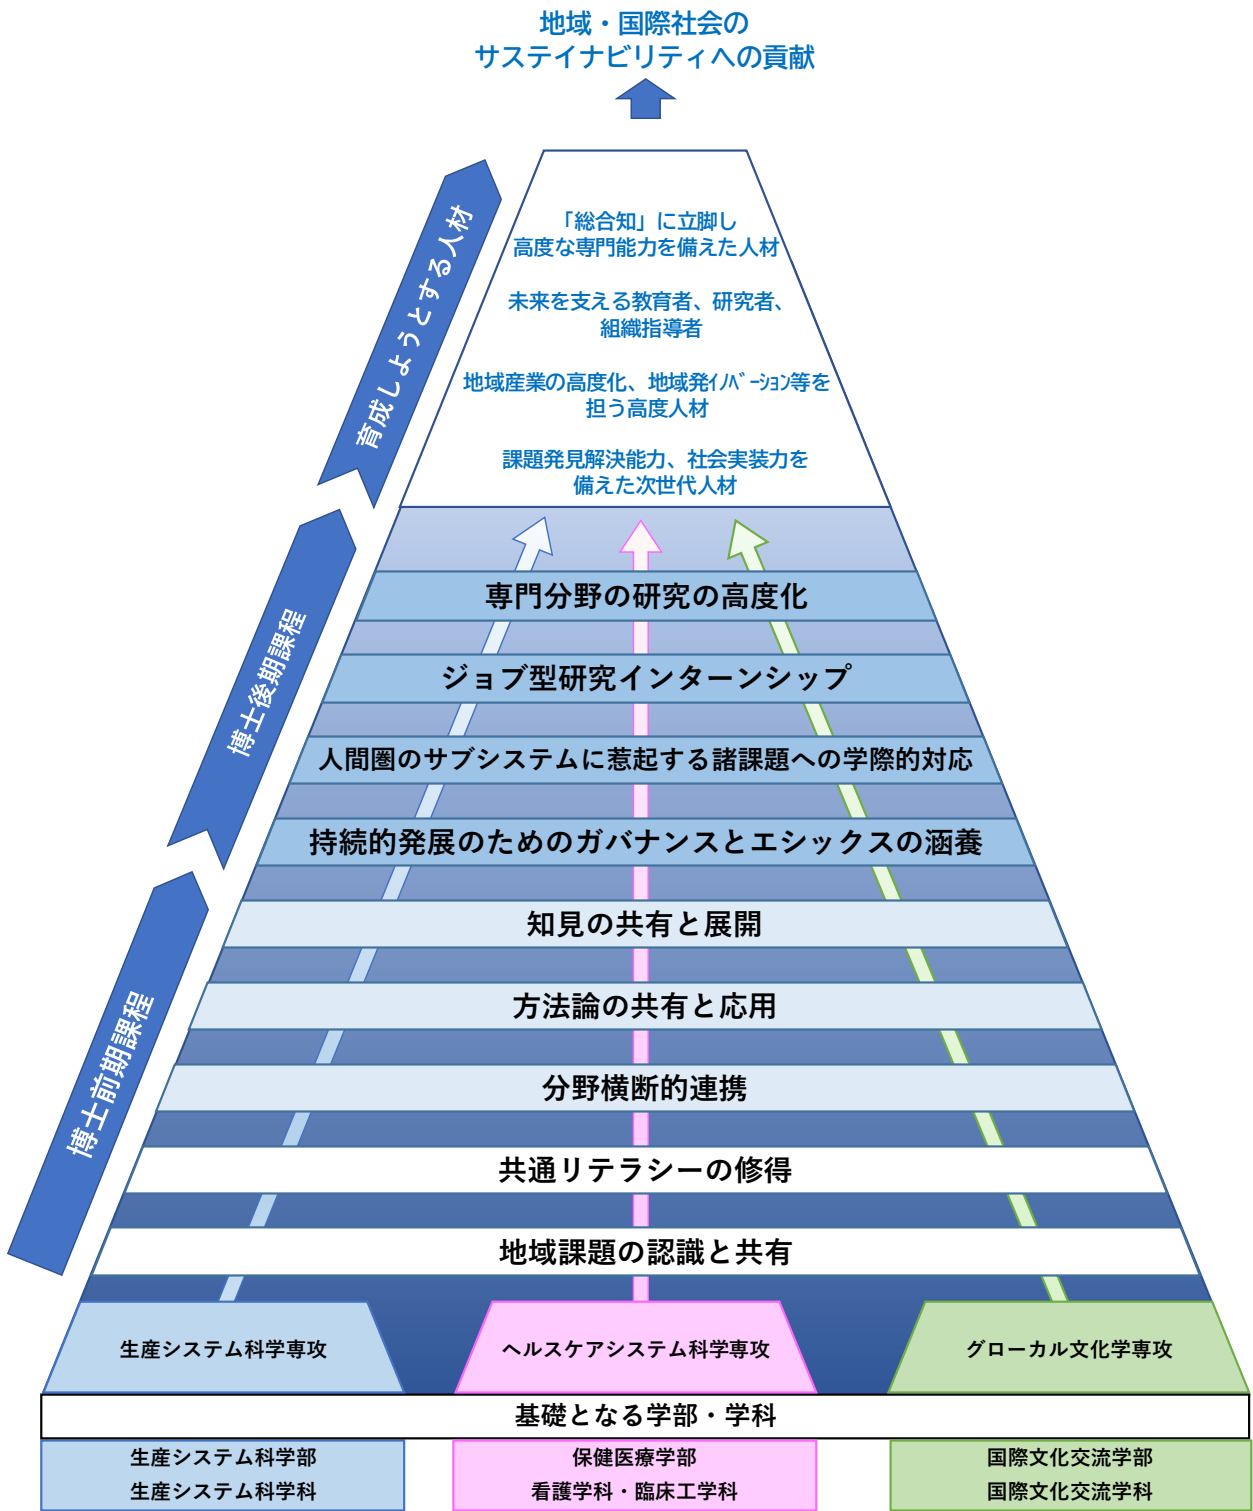 地域・国際社会の
サステイナビリティへの貢献
育成しようとする人材
「総合知」に立脚し
高度な専門能力を備えた人材
未来を支える教育者、研究者、
組織指導者
地域産業の高度化、地域発ｲﾉﾍﾞｰｼｮﾝ等を
担う高度人材
課題発見解決能力、社会実装力を
備えた次世代人材
博士後期課程
専門分野の研究の高度化
ジョブ型研究インターンシップ
人間圏のサブシステムに惹起する諸課題への学際的対応
持続的発展のためのガバナンスとエシックスの涵養
博士前期課程
知見の共有と展開
方法論の共有と応用
分野横断的連携
共通リテラシーの修得
地域課題の認識と共有
生産システム科学専攻
ヘルスケアシステム科学専攻
グローカル文化学専攻
基礎となる学部・学科
生産システム科学部
生産システム科学科
保健医療学部
看護学科・臨床工学科
国際文化交流学部
国際文化交流学科